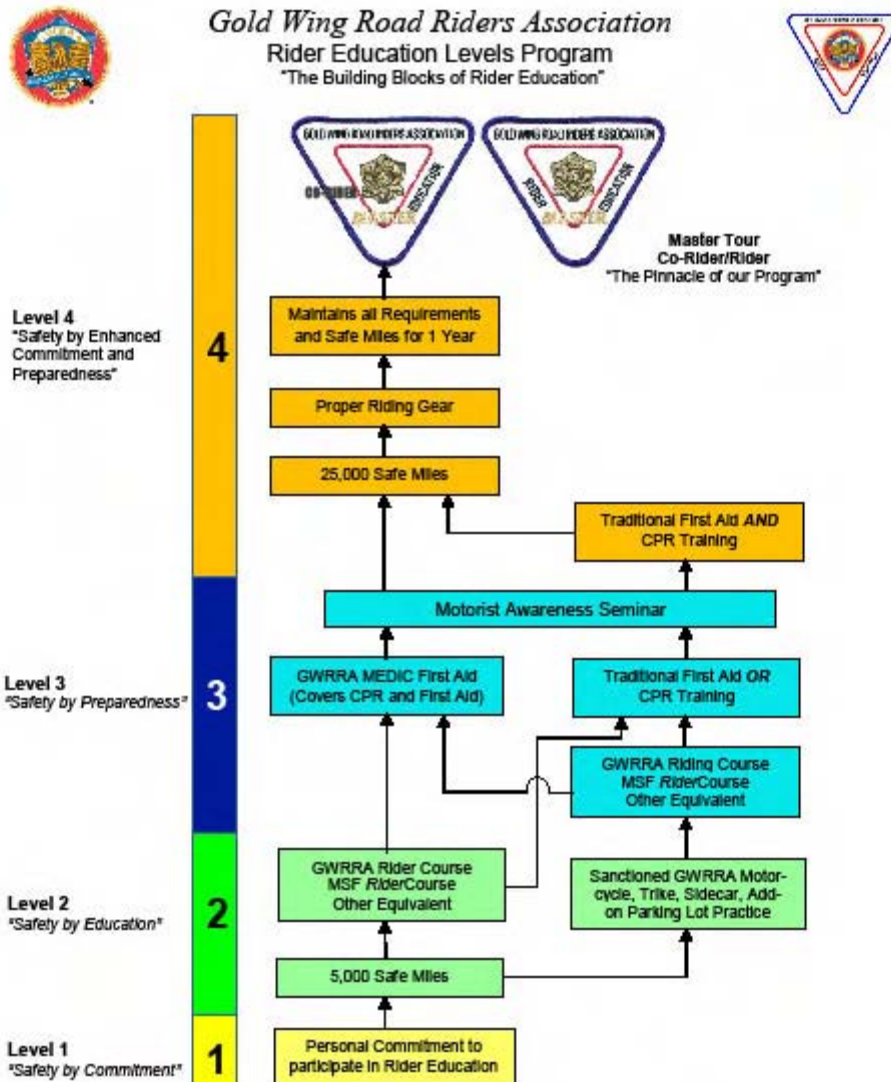 Gold Wing Road Riders Association
Rider Education Levels Program
"The Building Blocks of Rider Education"
GOLD WING ROAD RIDERS ASSOCIATION
CO-RIDER
EDUCATION
MASTER
GOLD WING ROAD RIDERS ASSOCIATION
RIDER
EDUCATION
MASTER
Master Tour
Co-Rider/Rider
"The Pinnacle of our Program"
Level 4
"Safety by Enhanced
Commitment and
Preparedness"
4
Maintains all Requirements
and Safe Miles for 1 Year
Proper Riding Gear
25,000 Safe Miles
Traditional First Aid AND
CPR Training
Motorist Awareness Seminar
Level 3
"Safety by Preparedness"
3
GWRRA MEDIC First Aid
(Covers CPR and First Aid)
Traditional First Aid OR
CPR Training
GWRRA Riding Course
MSF RiderCourse
Other Equivalent
Level 2
"Safety by Education"
2
GWRRA Rider Course
MSF RiderCourse
Other Equivalent
Sanctioned GWRRA Motor-
cycle, Trike, Sidecar, Add-
on Parking Lot Practice
5,000 Safe Miles
Level 1
"Safety by Commitment"
1
Personal Commitment to
participate in Rider Education